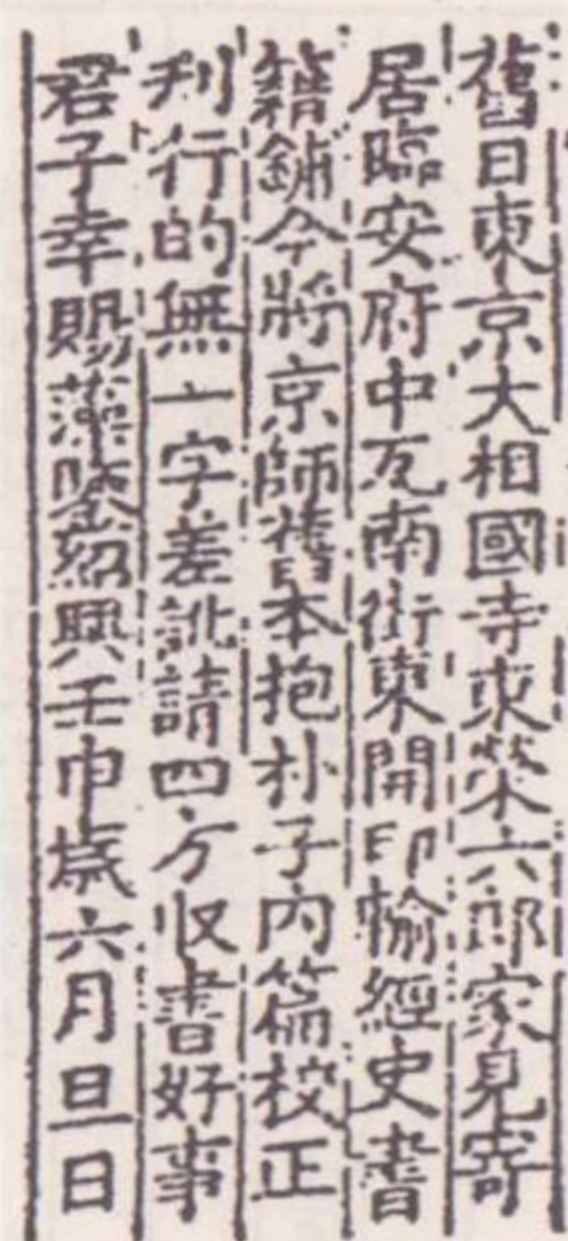 舊日東京大相國寺東榮六郎家見寄
居臨安府中瓦南街東開印輸經史書
籍鋪今將京師舊本抱朴子內篇校正
刋行的無一字差訛請四方収書好事
君子幸賜藻鑒紹興壬申歳六月旦日